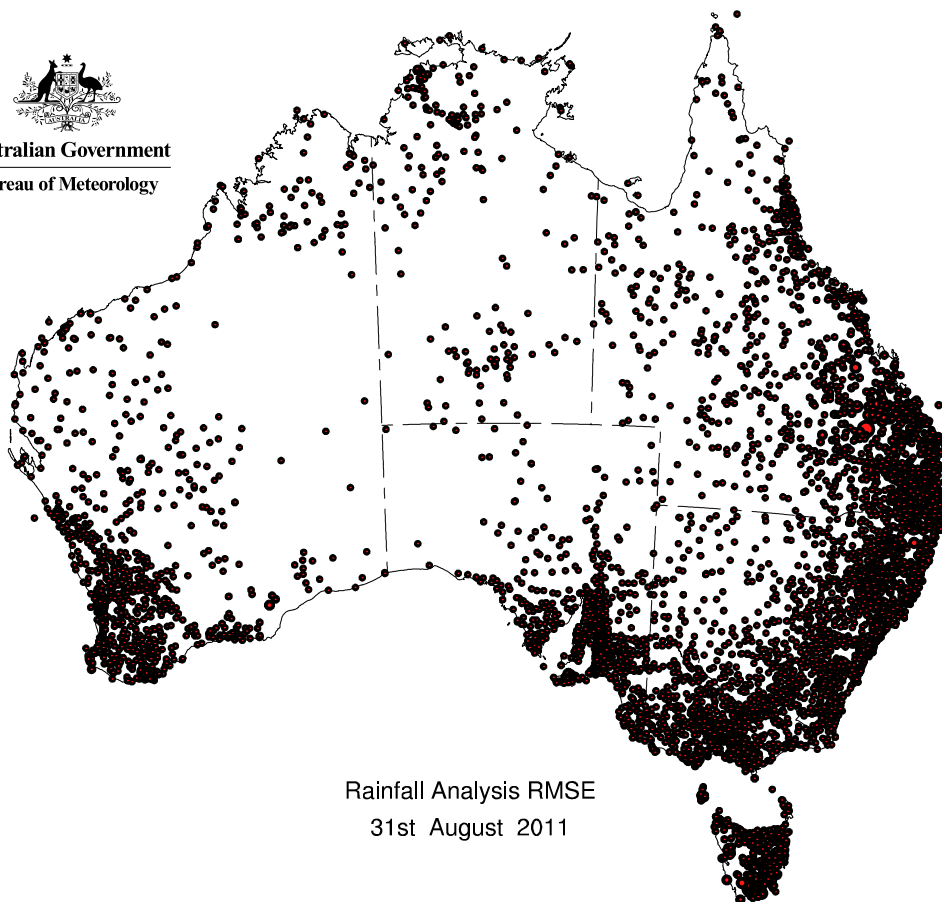 AUSTRALIA
tralian Government
reau of Meteorology
Rainfall Analysis RMSE
31st August 2011